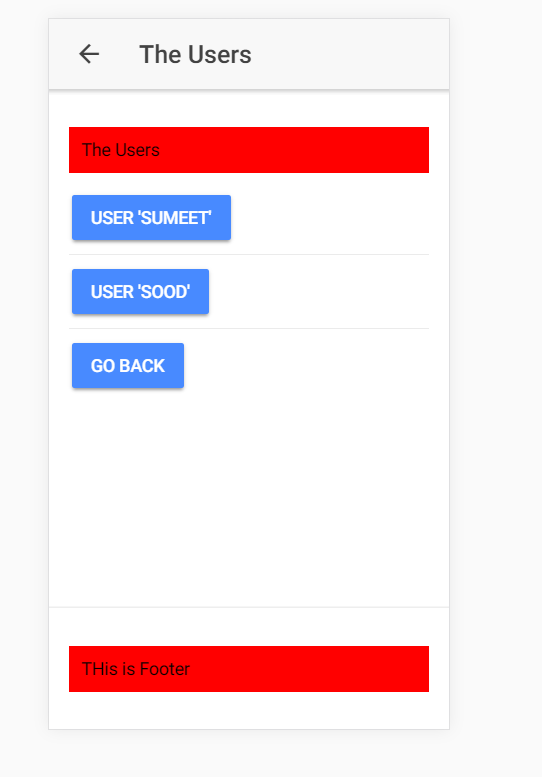 The Users
The Users
USER 'SUMEET'
USER 'SOOD'
GO BACK
THis is Footer